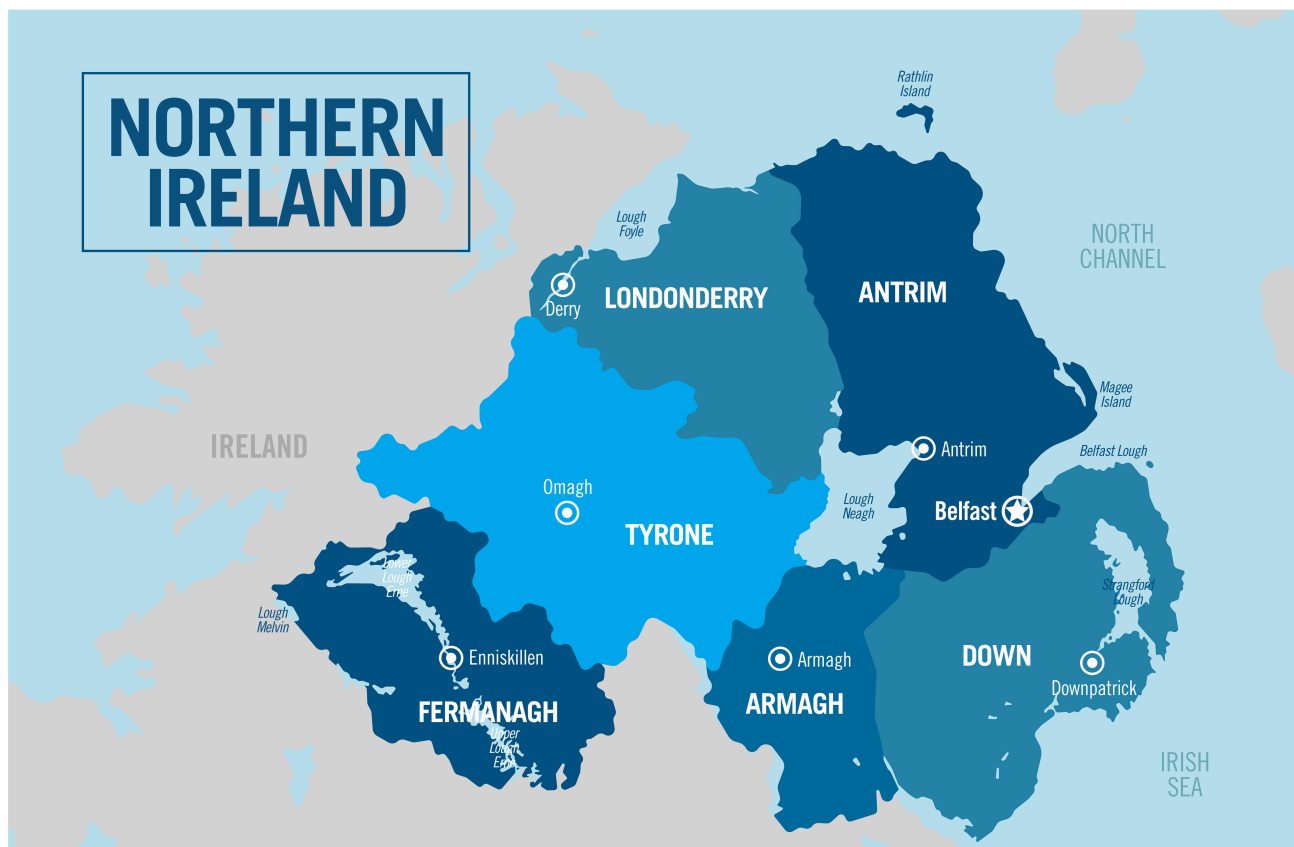 NORTHERN
IRELAND
Rathlin
Island
Lough
Foyle
NORTH
CHANNEL
Derry
LONDONDERRY
ANTRIM
Magee
Island
IRELAND
Antrim
Belfast Lough
Omagh
Lough
Neagh
Belfast
TYRONE
Lower
Lough
Erne
Strangford
Lough
Lough
Melvin
Enniskillen
Armagh
DOWN
Downpatrick
FERMANAGH
ARMAGH
Upper
Lough
Erne
IRISH
SEA